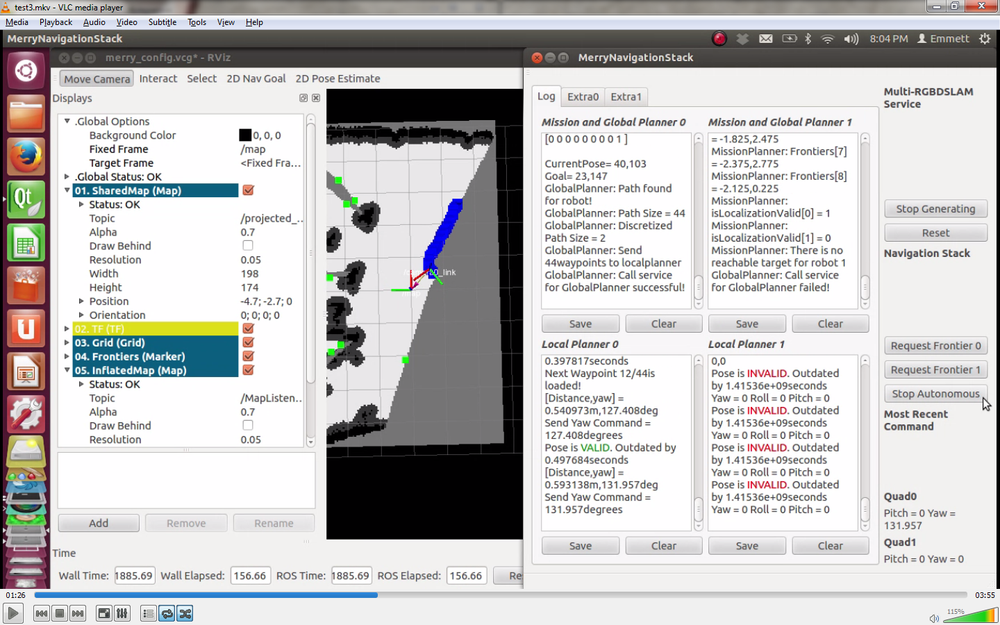 test3.mkv - VLC media player
Media Playback Audio Video Subtitle Tools View Help
MerryNavigationStack
8:04 PM Emmett
merry_config.vcg* - RViz
Move Camera Interact Select 2D Nav Goal 2D Pose Estimate
Displays
.Global Options
Background Color 0, 0, 0
Fixed Frame /map
Target Frame <Fixed Fra...
.Global Status: OK
01. SharedMap (Map)
Status: OK
Topic /projected_..
Alpha 0.7
Draw Behind
Resolution 0.05
Width 198
Height 174
Position -4.7; -2.7; 0
Orientation 0; 0; 0; 0
02. TF (TF)
03. Grid (Grid)
04. Frontiers (Marker)
05. InflatedMap (Map)
Status: OK
Topic /MapListen..
Alpha 0.7
Draw Behind
Resolution 0.05
Add Remove Rename
Time
Wall Time: 1885.69 Wall Elapsed: 156.66 ROS Time: 1885.69 ROS Elapsed: 156.66 Re
/map
MerryNavigationStack
Log Extra0 Extra1
Mission and Global Planner 0
[0 0 0 0 0 0 0 0 1 ]
CurrentPose= 40,103
Goal= 23,147
GlobalPlanner: Path found
for robot!
GlobalPlanner: Path Size = 44
GlobalPlanner: Discretized
Path Size = 2
GlobalPlanner: Send
44waypoints to localplanner
GlobalPlanner: Call service
for GlobalPlanner successful!
Save Clear
Mission and Global Planner 1
= -1.825,2.475
MissionPlanner: Frontiers[7]
= -2.375,2.775
MissionPlanner: Frontiers[8]
= -2.125,0.225
MissionPlanner:
isLocalizationValid[0] = 1
MissionPlanner:
isLocalizationValid[1] = 0
MissionPlanner: There is no
reachable target for robot 1
MissionPlanner: Call service
for GlobalPlanner failed!
Save Clear
Local Planner 0
0.397817seconds
Next Waypoint 12/44is
loaded!
[Distance,yaw] =
0.540973m,127.408deg
Send Yaw Command =
127.408degrees
Pose is VALID. Outdated by
0.497684seconds
[Distance,yaw] =
0.593138m,131.957deg
Send Yaw Command =
131.957degrees
Save Clear
Local Planner 1
0,0
Pose is INVALID. Outdated
by 1.41536e+09seconds
Yaw = 0 Roll = 0 Pitch = 0
Pose is INVALID. Outdated
by 1.41536e+09seconds
Yaw = 0 Roll = 0 Pitch = 0
Pose is INVALID. Outdated
by 1.41536e+09seconds
Yaw = 0 Roll = 0 Pitch = 0
Pose is INVALID. Outdated
by 1.41536e+09seconds
Yaw = 0 Roll = 0 Pitch = 0
Save Clear
Multi-RGBDSLAM
Service
Stop Generating
Reset
Navigation Stack
Request Frontier 0
Request Frontier 1
Stop Autonomous
Most Recent
Command
Quad0
Pitch = 0 Yaw =
131.957
Quad1
Pitch = 0 Yaw = 0
01:26 03:55
115%